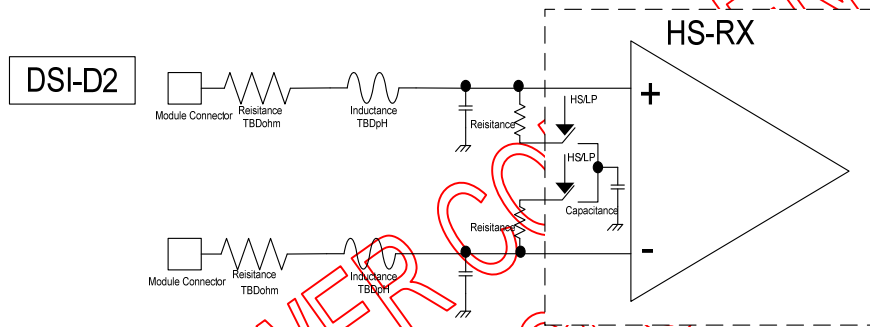 HS-RX
DSI-D2
Module Connector
Reisitance
TBDohm
Inductance
TBDpH
Reisitance
HS/LP
+
HS/LP
Capacitance
Reisitance
-
Module Connector
Reisitance
TBDohm
Inductance
TBDpH